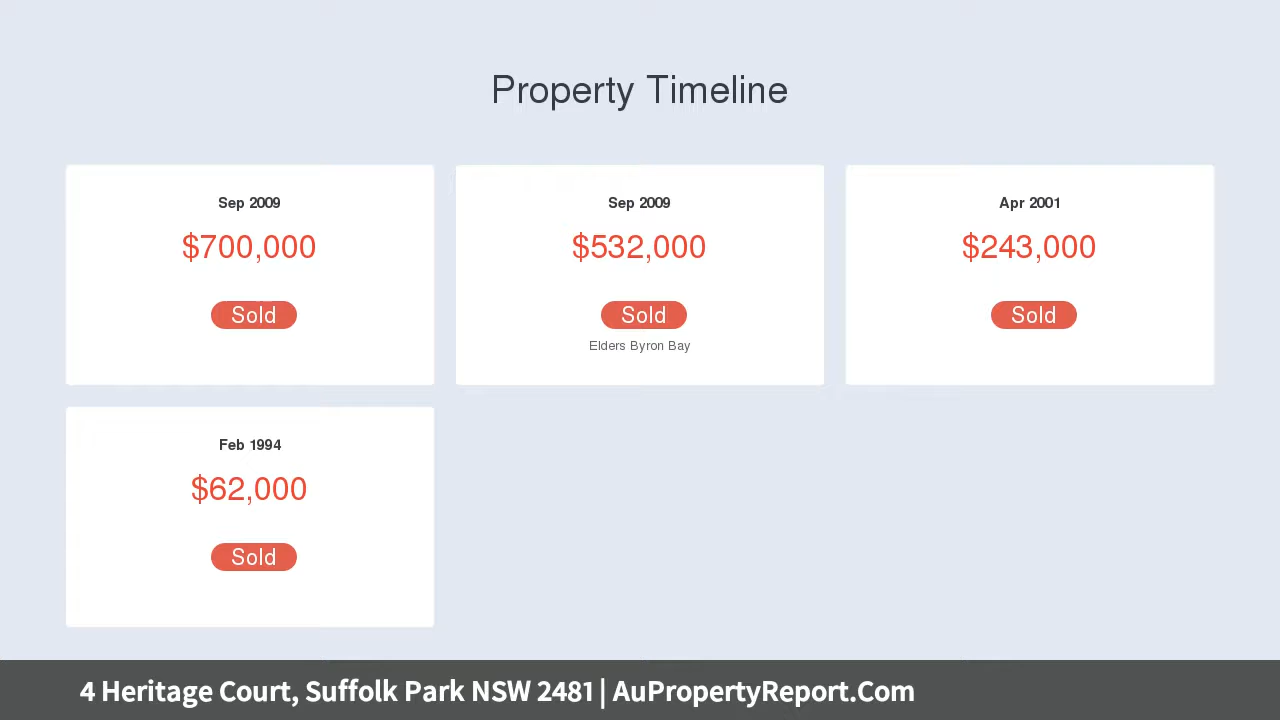 Property Timeline
Sep 2009
$700,000
Sold
Sep 2009
$532,000
Sold
Elders Byron Bay
Apr 2001
$243,000
Sold
Feb 1994
$62,000
Sold
4 Heritage Court, Suffolk Park NSW 2481 | AuPropertyReport.Com